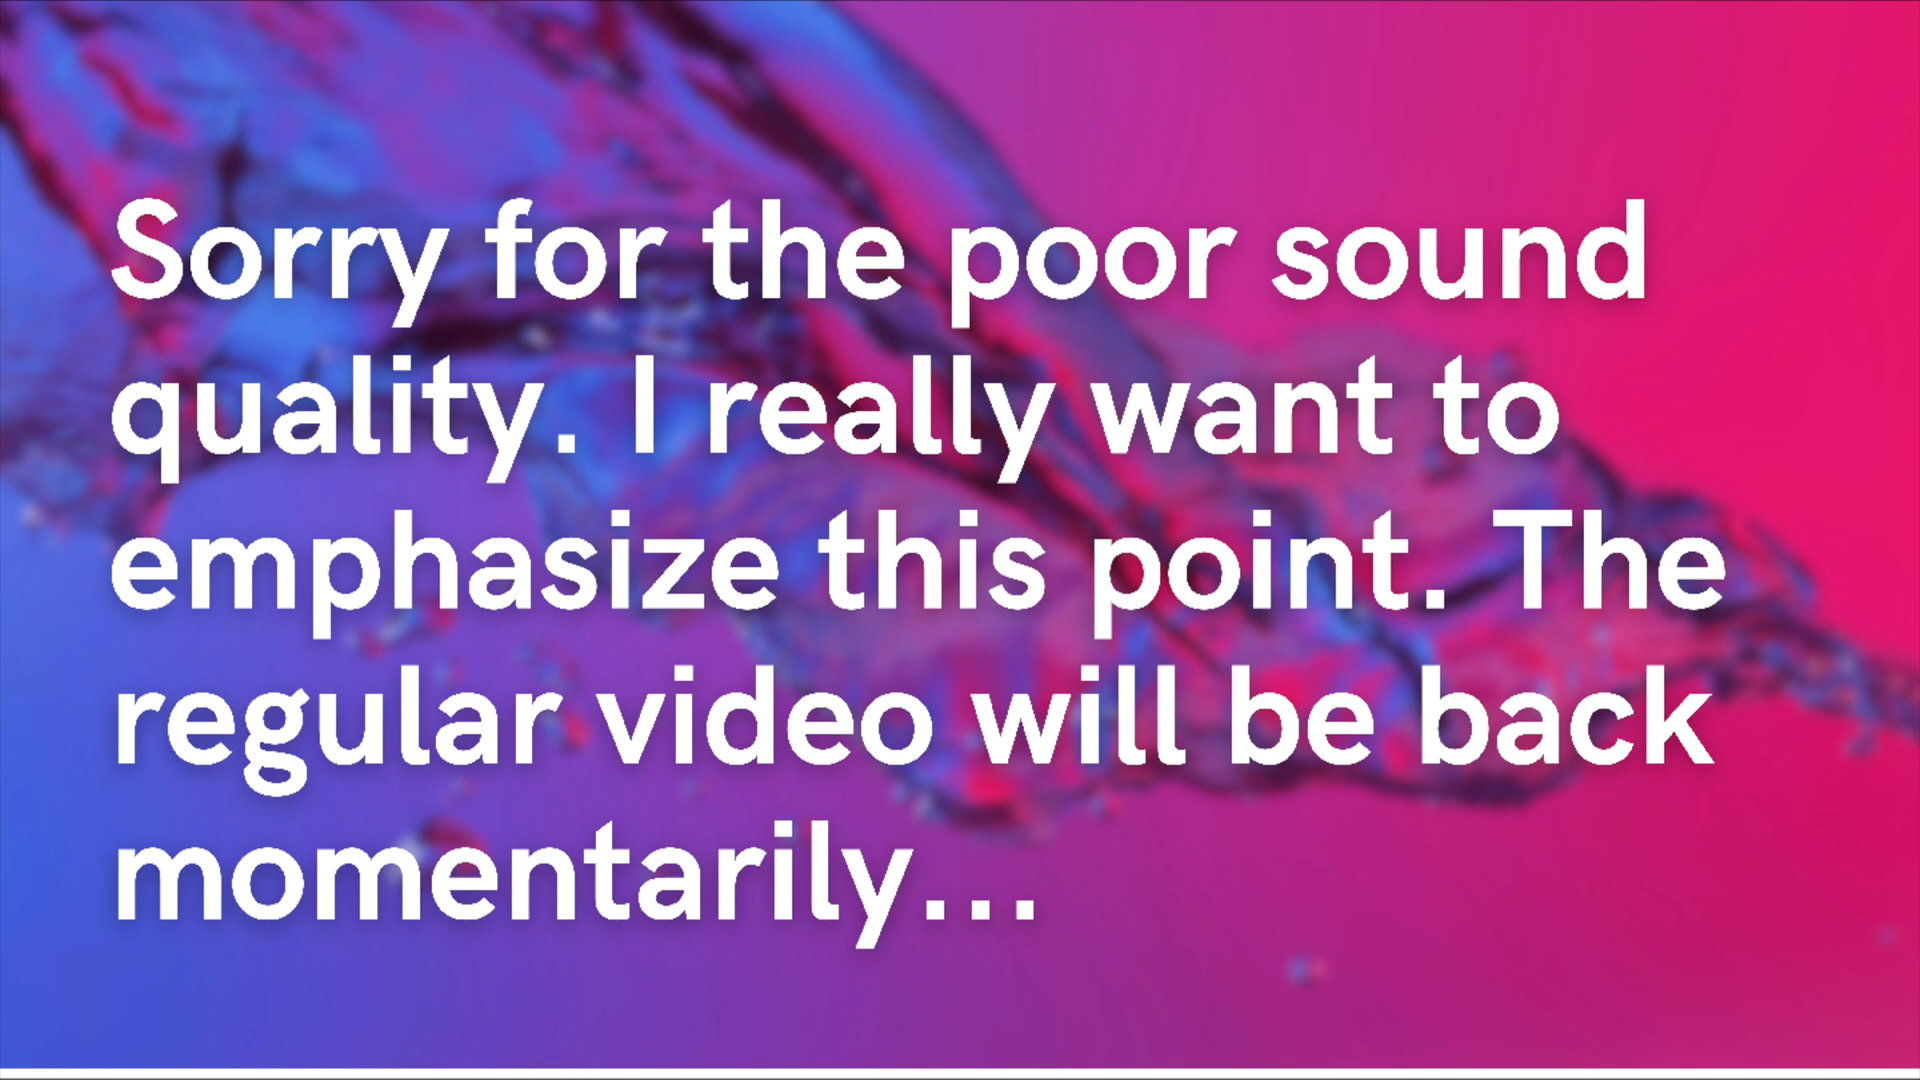 Sorry for the poor sound
quality. I really want to
emphasize this point. The
regular video will be back
momentarily...